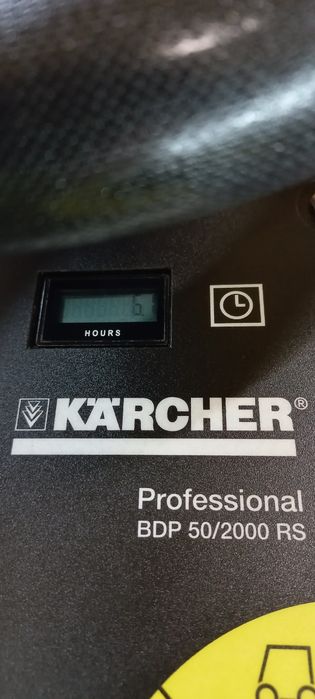 HOURS
KÄRCHER®
Professional
BDP 50/2000 RS